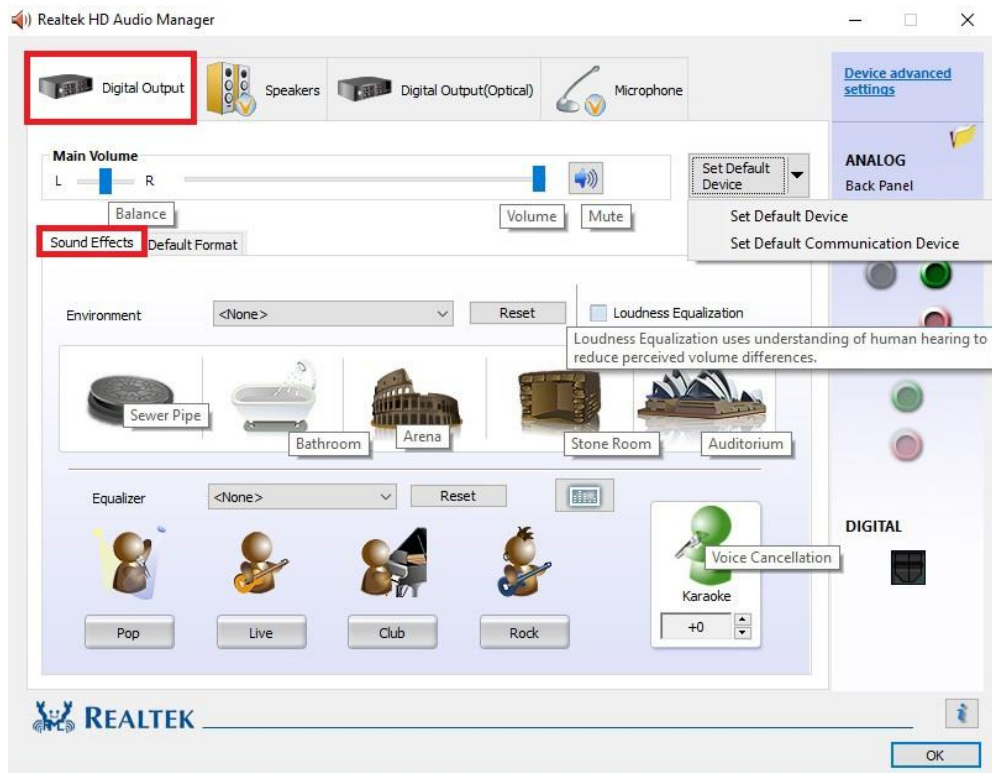 Realtek HD Audio Manager
Digital Output
Speakers
Digital Output(Optical)
Microphone
Device advanced
settings
Main Volume
L
R
Set Default
Device
ANALOG
Back Panel
Balance
Volume
Mute
Set Default Device
Set Default Communication Device
Sound Effects
Default Format
Environment
<None>
Reset
Loudness Equalization
Loudness Equalization uses understanding of human hearing to
reduce perceived volume differences.
Sewer Pipe
Bathroom
Arena
Stone Room
Auditorium
Equalizer
<None>
Reset
DIGITAL
Voice Cancellation
Karaoke
+0
Pop
Live
Club
Rock
REALTEK
i
OK